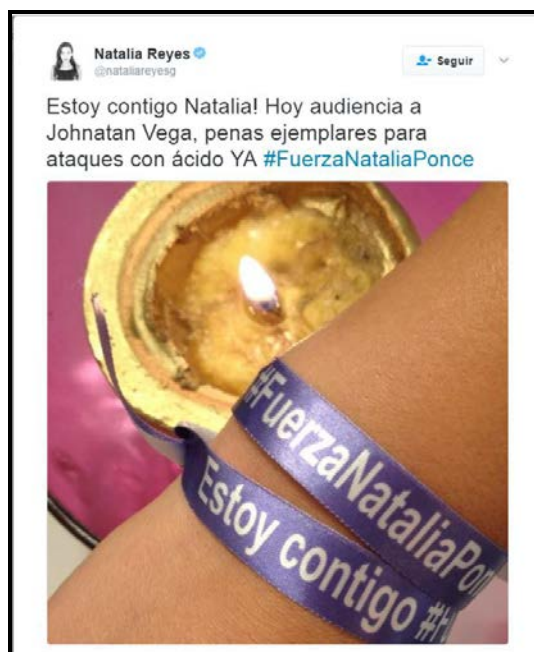 Natalia Reyes
@nataliareyesg
Seguir
Estoy contigo Natalia! Hoy audiencia a
Johnatan Vega, penas ejemplares para
ataques con ácido YA #FuerzaNataliaPonce
#FuerzaNataliaPon
Estoy contigo #